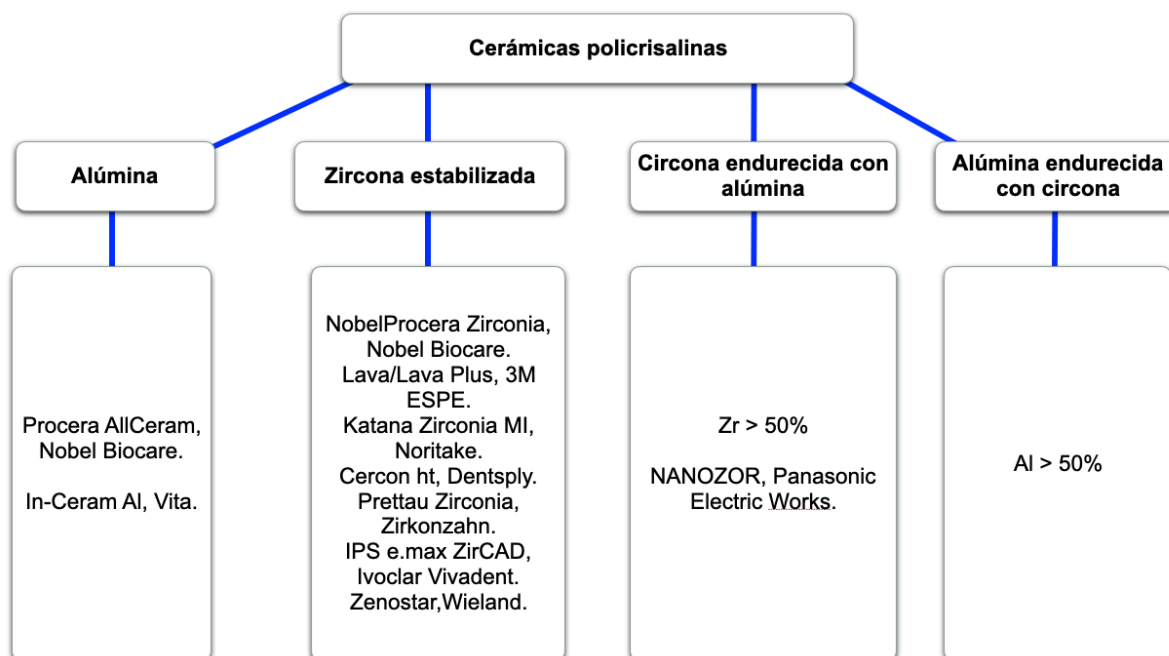 Cerámicas policrisalinas
Alúmina
Zircona estabilizada
Circona endurecida con
alúmina
Alúmina endurecida
con circona
Procera AllCeram,
Nobel Biocare.
In-Ceram Al, Vita.
NobelProcera Zirconia,
Nobel Biocare.
Lava/Lava Plus, 3M
ESPE.
Katana Zirconia MI,
Noritake.
Cercon ht, Dentsply.
Prettau Zirconia,
Zirkonzahn.
IPS e.max ZirCAD,
Ivoclar Vivadent.
Zenostar,Wieland.
Zr > 50%
NANOZOR, Panasonic
Electric Works.
Al > 50%